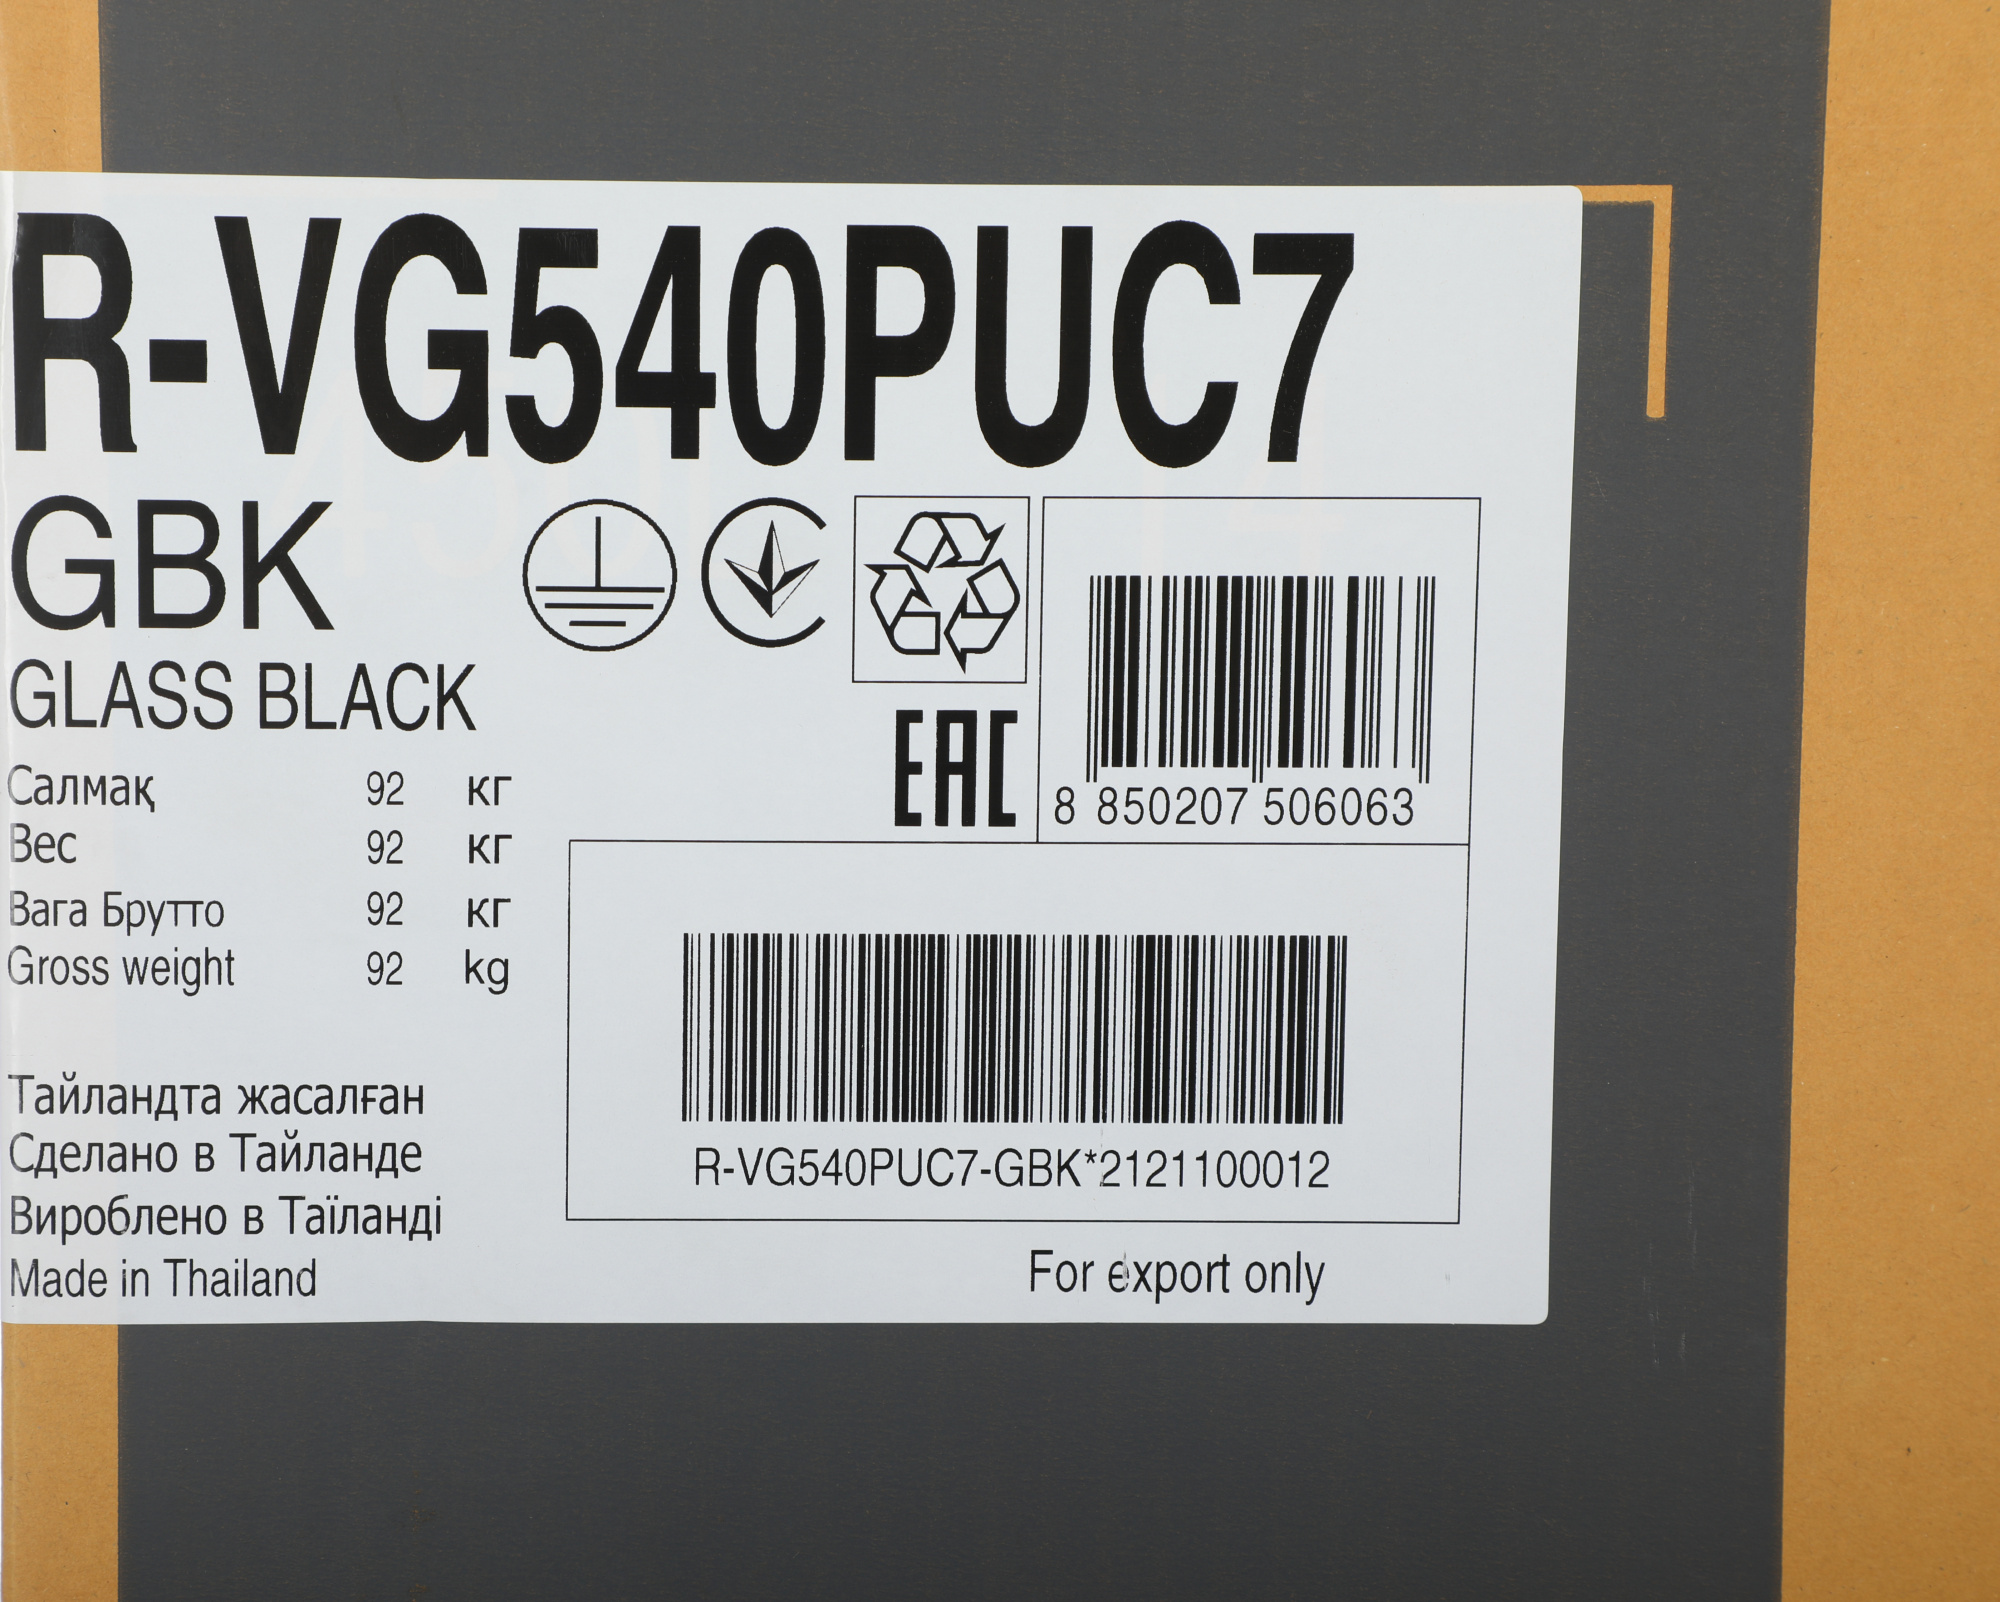 R-VG540PUC7
GBK
GLASS BLACK
EAC
8 850207 506063
Салмақ 92 кг
Вес 92 кг
Вага Брутто 92 кг
Gross weight 92 kg
R-VG540PUC7-GBK*2121100012
Тайландта жасалған
Сделано в Тайланде
Вироблено в Таїланді
Made in Thailand
For export only